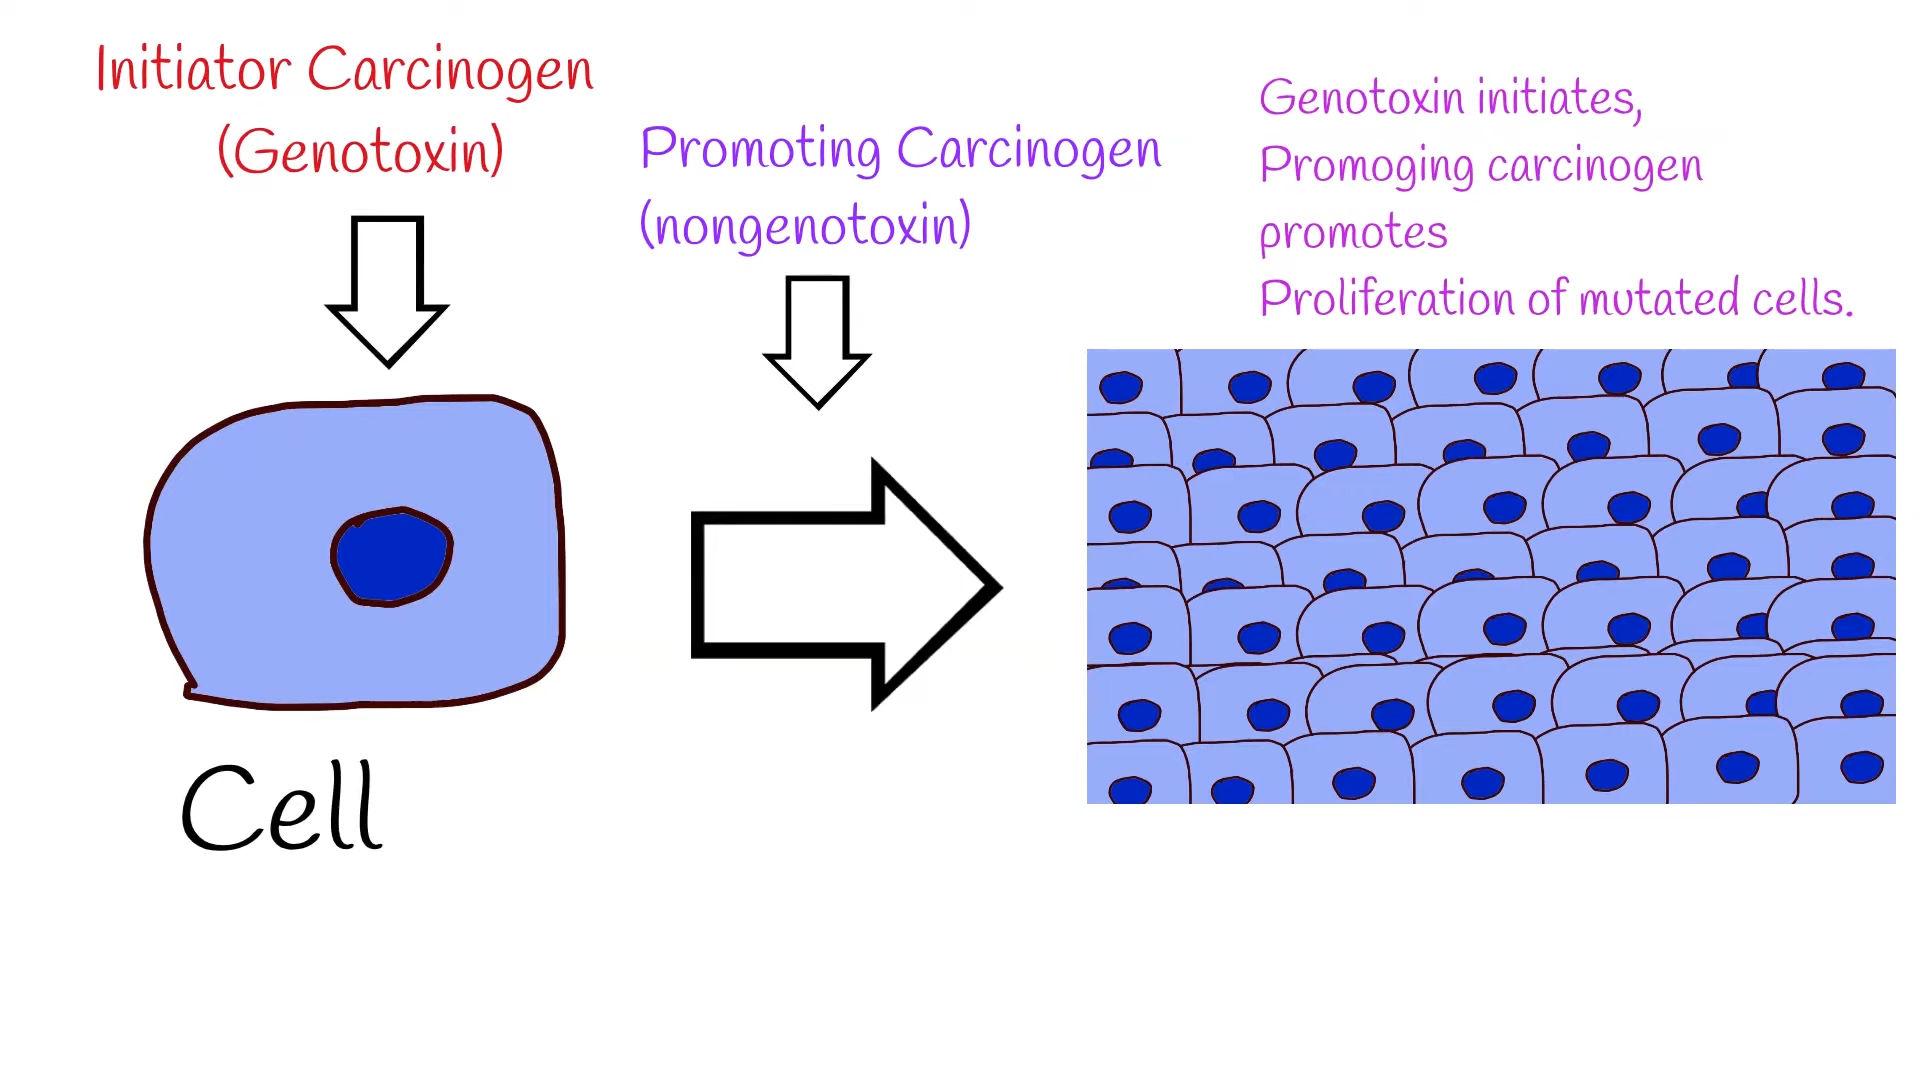 Initiator Carcinogen
(Genotoxin)
Promoting Carcinogen
(nongenotoxin)
Genotoxin initiates,
Promoging carcinogen
promotes
Proliferation of mutated cells.
Cell